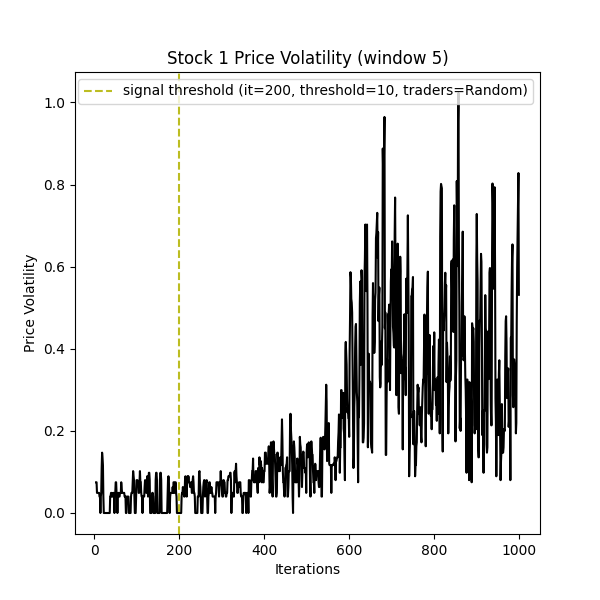 Stock 1 Price Volatility (window 5)
signal threshold (it=200, threshold=10, traders=Random)
1.0
0.8
0.6
0.4
0.2
0.0
Price Volatility
0 200 400 600 800 1000
Iterations